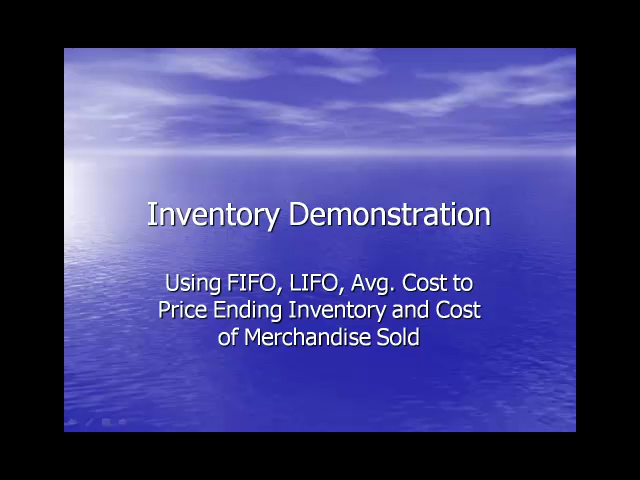 Inventory Demonstration
Using FIFO, LIFO, Avg. Cost to
Price Ending Inventory and Cost
of Merchandise Sold